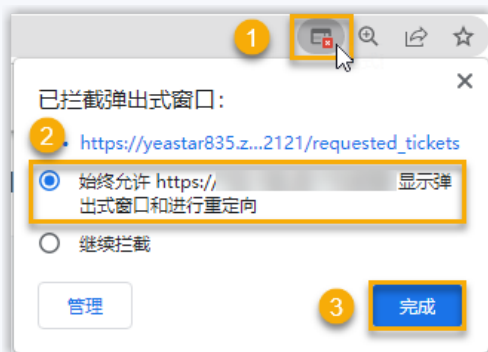 1
已拦截弹出式窗口：
2
https://yeastar835.z...2121/requested_tickets
始终允许 https:// 显示弹
出式窗口和进行重定向
继续拦截
管理
3 完成